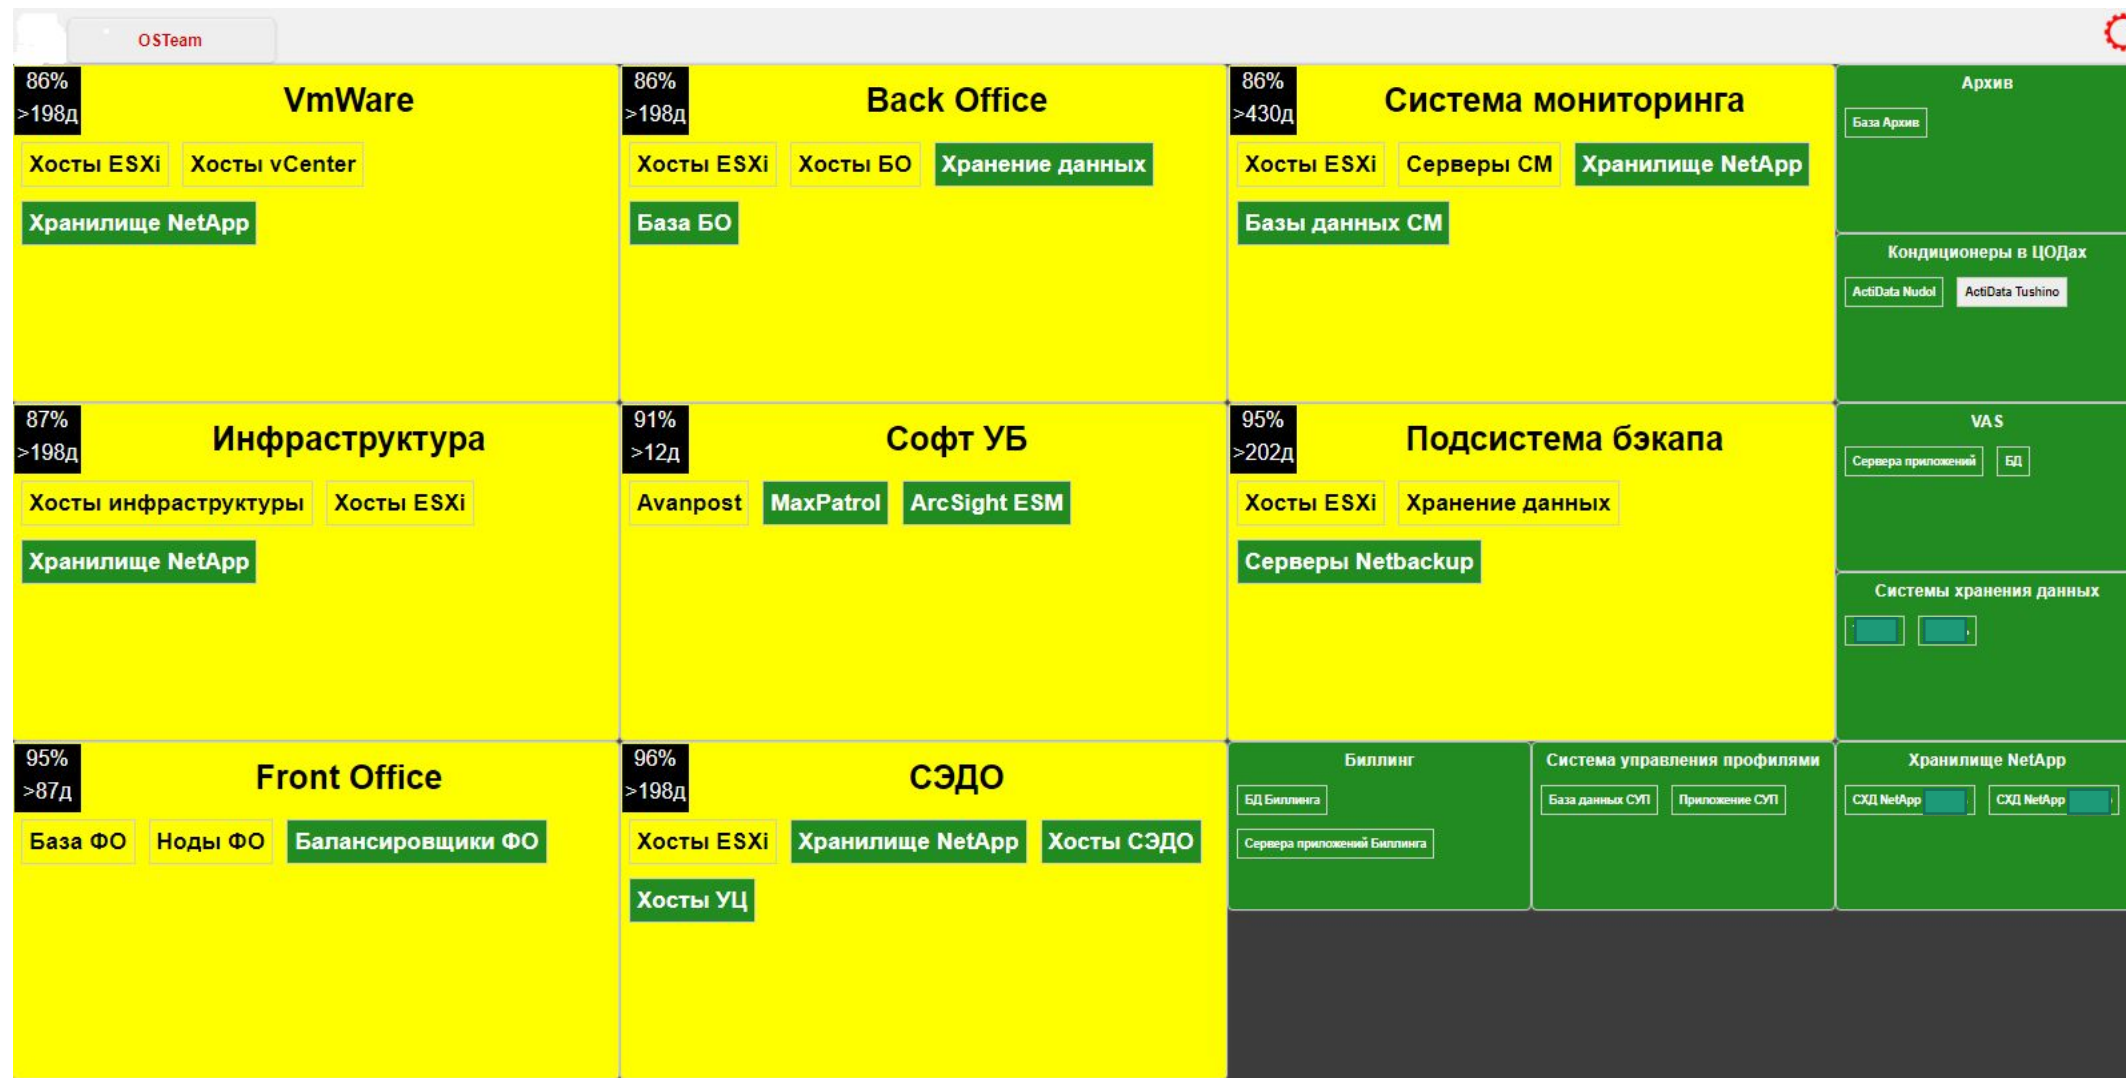 OSTeam
86%
>198д
VmWare
Хосты ESXi Хосты vCenter
Хранилище NetApp
86%
>198д
Back Office
Хосты ESXi Хосты БО Хранение данных
База БО
86%
>430д
Система мониторинга
Хосты ESXi Серверы СМ Хранилище NetApp
Базы данных СМ
Архив
База Архив
Кондиционеры в ЦОДах
ActiData Nudol ActiData Tushino
87%
>198д
Инфраструктура
Хосты инфраструктуры Хосты ESXi
Хранилище NetApp
91%
>12д
Софт УБ
Avanpost MaxPatrol ArcSight ESM
95%
>202д
Подсистема бэкапа
Хосты ESXi Хранение данных
Серверы Netbackup
VAS
Сервера приложений БД
Системы хранения данных
95%
>87д
Front Office
База ФО Ноды ФО Балансировщики ФО
96%
>198д
СЭДО
Хосты ESXi Хранилище NetApp Хосты СЭДО
Хосты УЦ
Биллинг
БД Биллинга
Сервера приложений Биллинга
Система управления профилями
База данных СУП Приложение СУП
Хранилище NetApp
СХД NetApp СХД NetApp